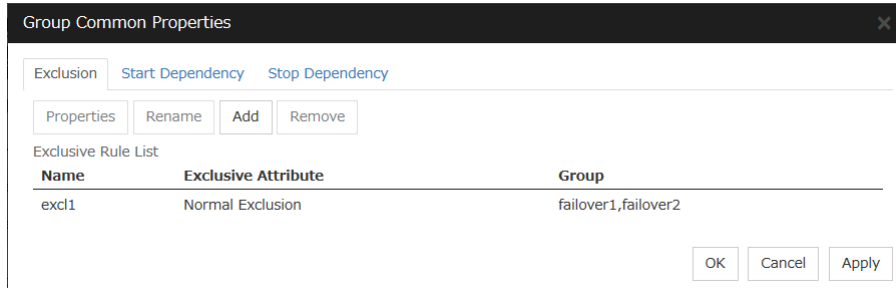 Group Common Properties
Exclusion Start Dependency Stop Dependency
Properties Rename Add Remove
Exclusive Rule List
Name Exclusive Attribute Group
excl1 Normal Exclusion failover1,failover2
OK Cancel Apply